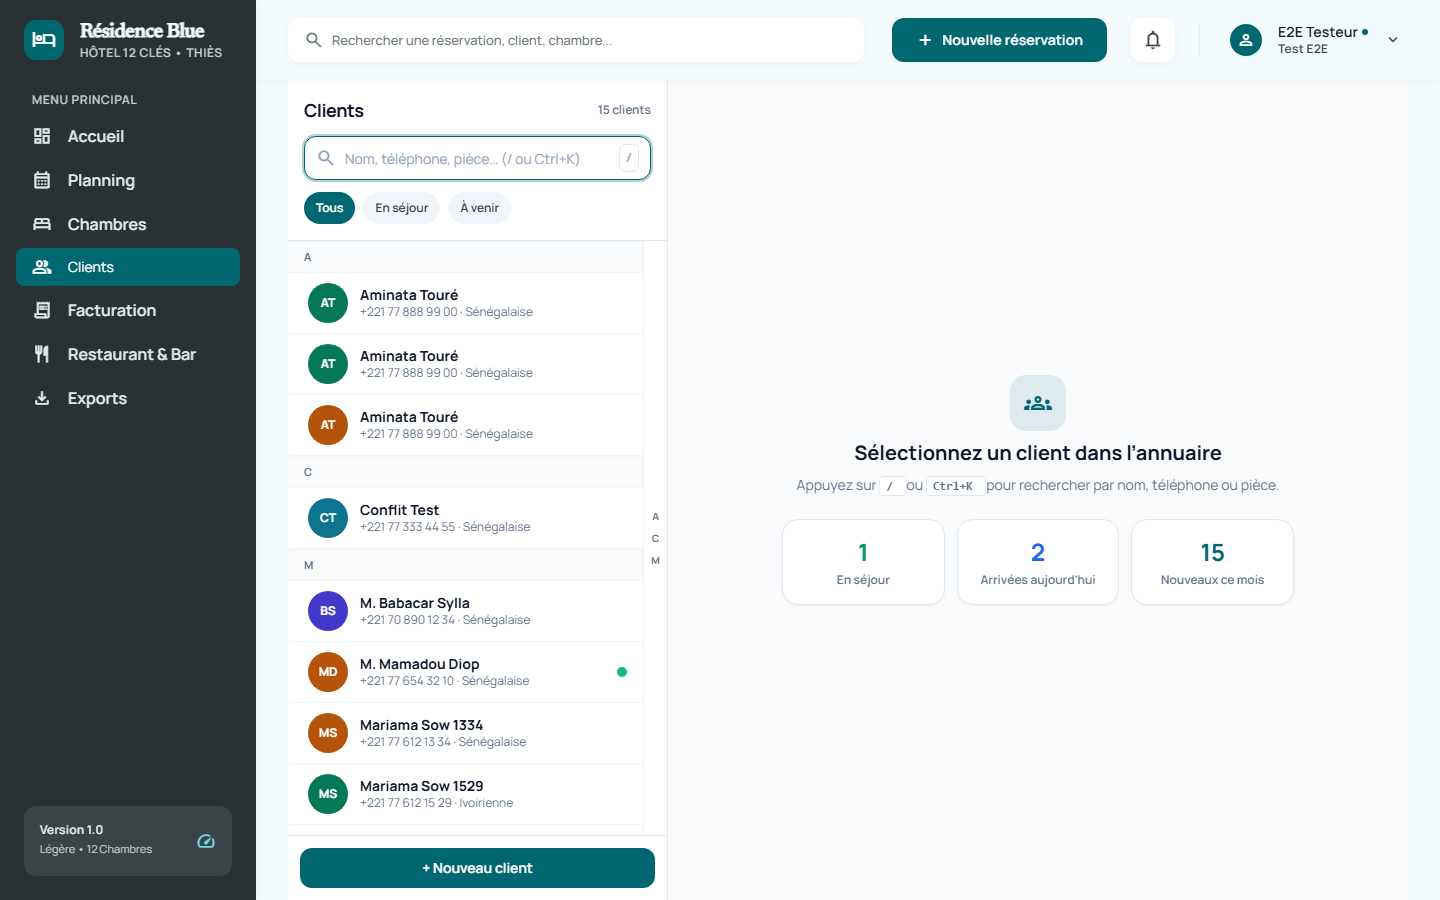 Résidence Blue
HÔTEL 12 CLÉS • THIÈS
MENU PRINCIPAL
Accueil
Planning
Chambres
Clients
Facturation
Restaurant & Bar
Exports
Version 1.0
Légère • 12 Chambres
Rechercher une réservation, client, chambre...
+ Nouvelle réservation
E2E Testeur
Test E2E
Clients
15 clients
Nom, téléphone, pièce… (/ ou Ctrl+K)
/
Tous
En séjour
À venir
A
AT
Aminata Touré
+221 77 888 99 00 · Sénégalaise
AT
Aminata Touré
+221 77 888 99 00 · Sénégalaise
AT
Aminata Touré
+221 77 888 99 00 · Sénégalaise
C
CT
Conflit Test
+221 77 333 44 55 · Sénégalaise
M
BS
M. Babacar Sylla
+221 70 890 12 34 · Sénégalaise
MD
M. Mamadou Diop
+221 77 654 32 10 · Sénégalaise
MS
Mariama Sow 1334
+221 77 612 13 34 · Sénégalaise
MS
Mariama Sow 1529
+221 77 612 15 29 · Ivoirienne
A
C
M
+ Nouveau client
Sélectionnez un client dans l’annuaire
Appuyez sur / ou Ctrl+K pour rechercher par nom, téléphone ou pièce.
1
En séjour
2
Arrivées aujourd'hui
15
Nouveaux ce mois